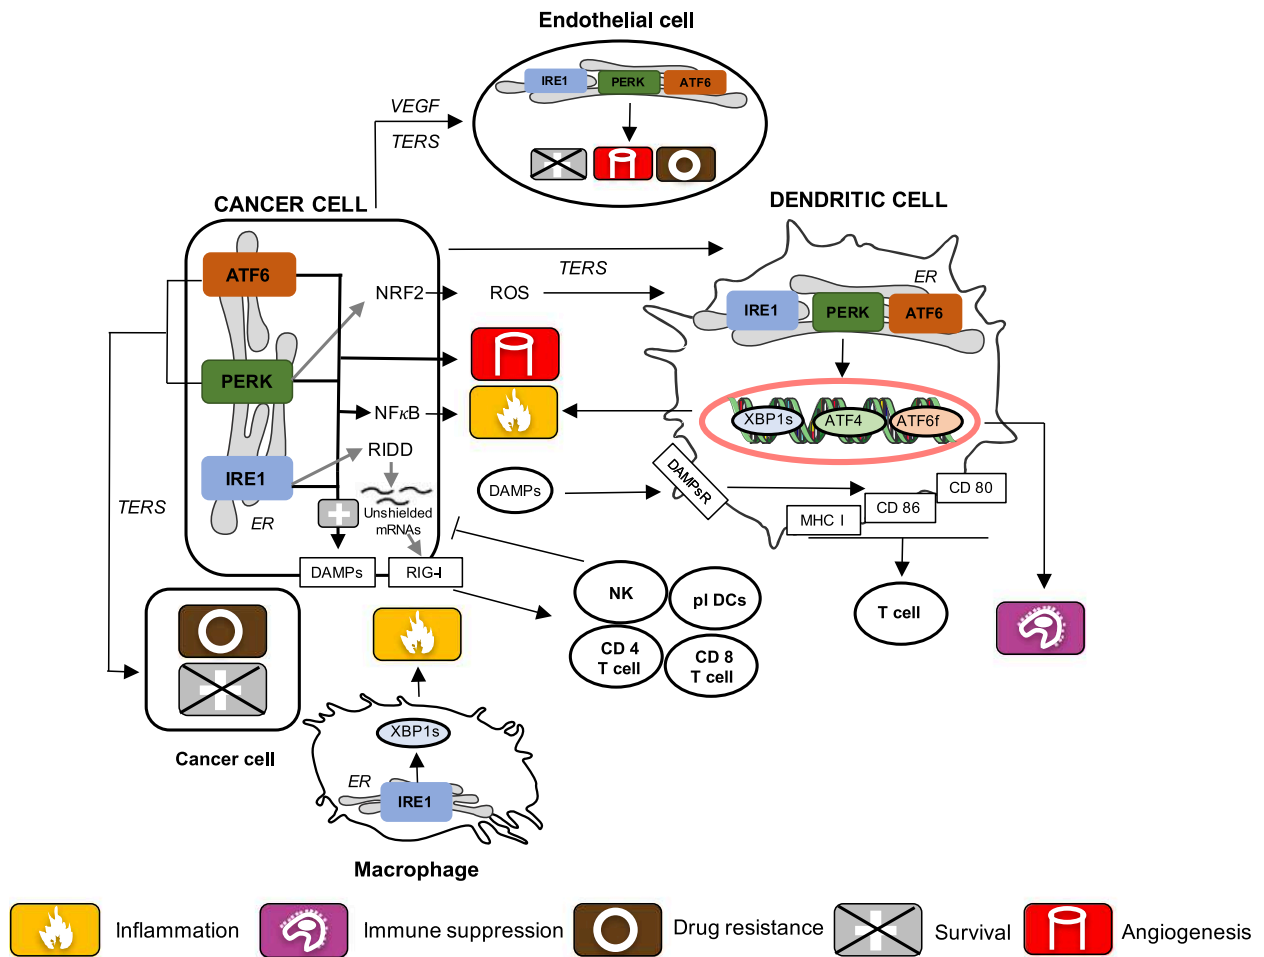 Endothelial cell
IRE1
PERK
ATF6
VEGF
TERS
CANCER CELL
DENDRITIC CELL
ATF6
NRF2
ROS
TERS
ER
IRE1
PERK
ATF6
PERK
NFκB
XBP1s
ATF4
ATF6f
RIDD
IRE1
ER
Unshielded
mRNAs
TERS
DAMPs
DAMPsR
CD 80
CD 86
MHC I
DAMPs
RIG-I
NK
pl DCs
CD 4
T cell
CD 8
T cell
T cell
Cancer cell
XBP1s
ER
IRE1
Macrophage
Inflammation
Immune suppression
Drug resistance
Survival
Angiogenesis